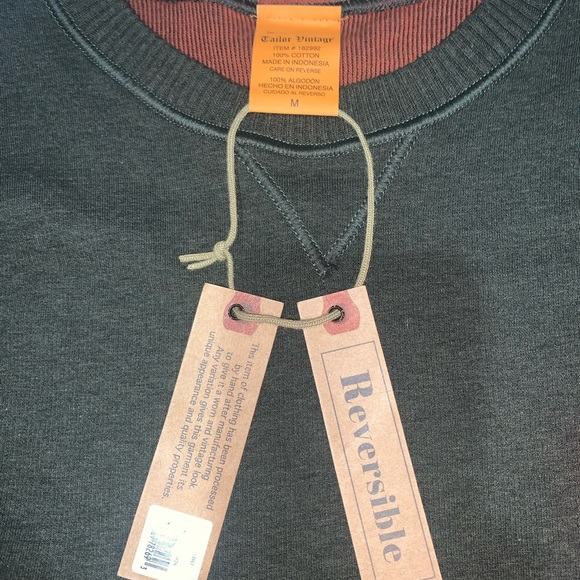 Tailor Vintage
ITEM # 182992
100% COTTON
MADE IN INDONESIA
CARE ON REVERSE
100% ALGODÓN
HECHO EN INDONESIA
CUIDADO AL REVERSO
M
This item of clothing has been processed
by hand after manufacturing
to give it a worn and vintage look.
Any variation gives this garment its
unique appearance and quality properties.
Reversible